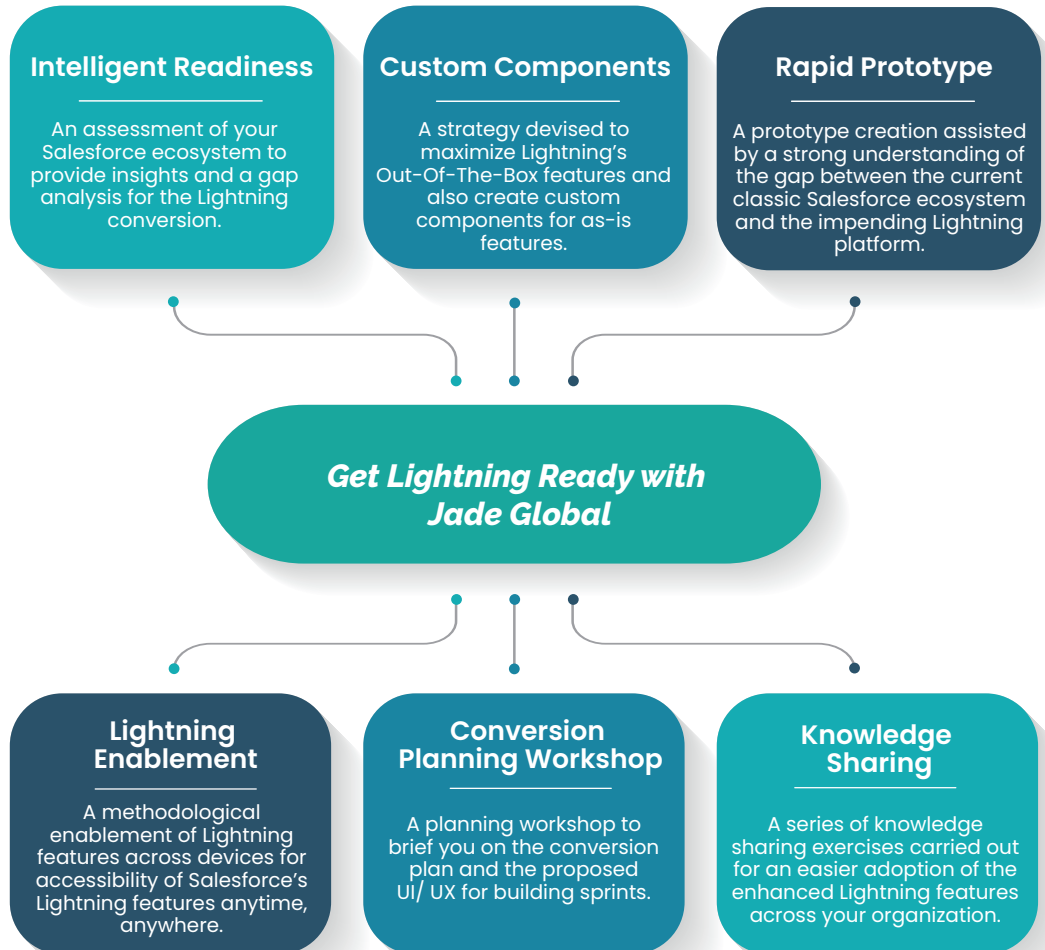 Intelligent Readiness
An assessment of your
Salesforce ecosystem to
provide insights and a gap
analysis for the Lightning
conversion.
Custom Components
A strategy devised to
maximize Lightning's
Out-Of-The-Box features and
also create custom
components for as-is
features.
Rapid Prototype
A prototype creation assisted
by a strong understanding of
the gap between the current
classic Salesforce ecosystem
and the impending Lightning
platform.
Get Lightning Ready with
Jade Global
Lightning
Enablement
A methodological
enablement of Lightning
features across devices for
accessibility of Salesforce's
Lightning features anytime,
anywhere.
Conversion
Planning Workshop
A planning workshop to
brief you on the conversion
plan and the proposed
UI/ UX for building sprints.
Knowledge
Sharing
A series of knowledge
sharing exercises carried out
for an easier adoption of the
enhanced Lightning features
across your organization.